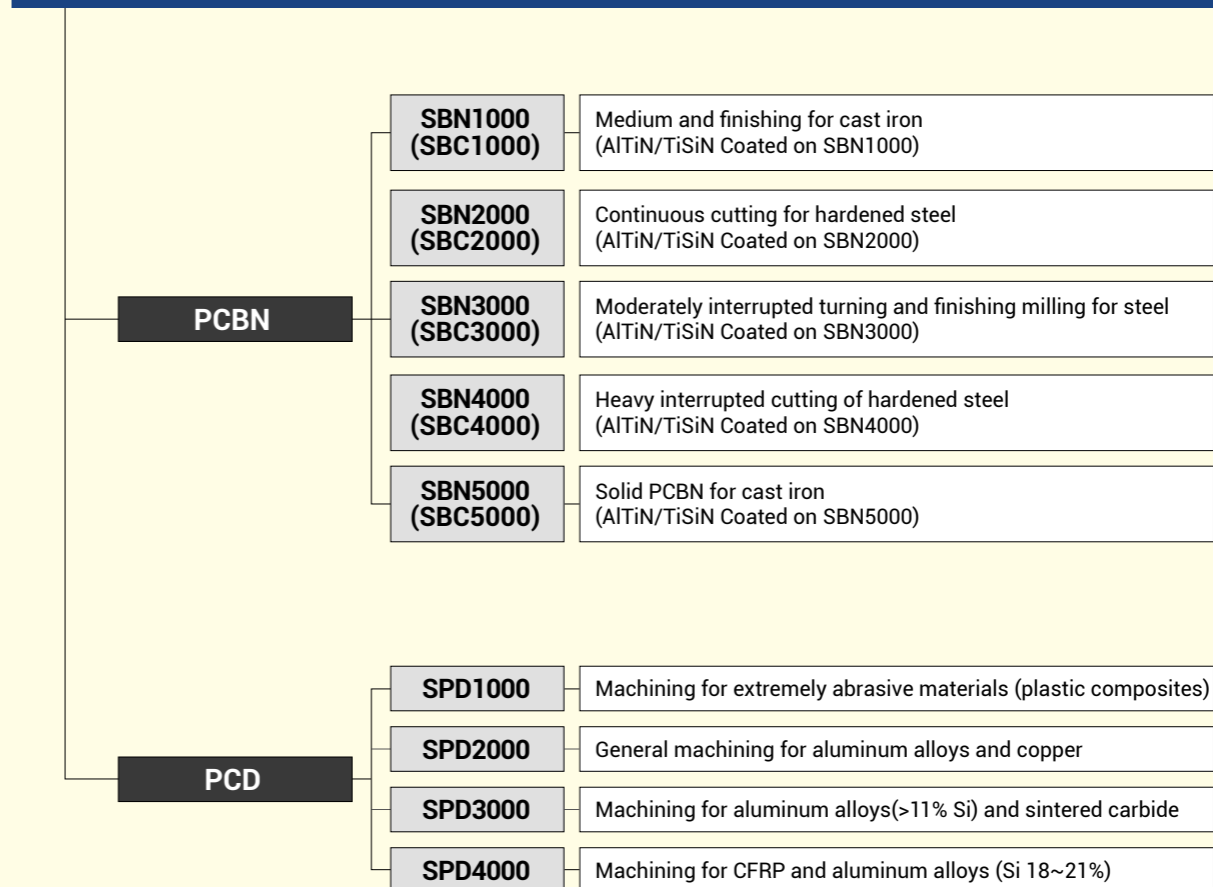 PCBN
SBN1000
(SBC1000)
Medium and finishing for cast iron
(AlTiN/TiSiN Coated on SBN1000)
SBN2000
(SBC2000)
Continuous cutting for hardened steel
(AlTiN/TiSiN Coated on SBN2000)
SBN3000
(SBC3000)
Moderately interrupted turning and finishing milling for steel
(AlTiN/TiSiN Coated on SBN3000)
SBN4000
(SBC4000)
Heavy interrupted cutting of hardened steel
(AlTiN/TiSiN Coated on SBN4000)
SBN5000
(SBC5000)
Solid PCBN for cast iron
(AlTiN/TiSiN Coated on SBN5000)
PCD
SPD1000
Machining for extremely abrasive materials (plastic composites)
SPD2000
General machining for aluminum alloys and copper
SPD3000
Machining for aluminum alloys(>11% Si) and sintered carbide
SPD4000
Machining for CFRP and aluminum alloys (Si 18~21%)